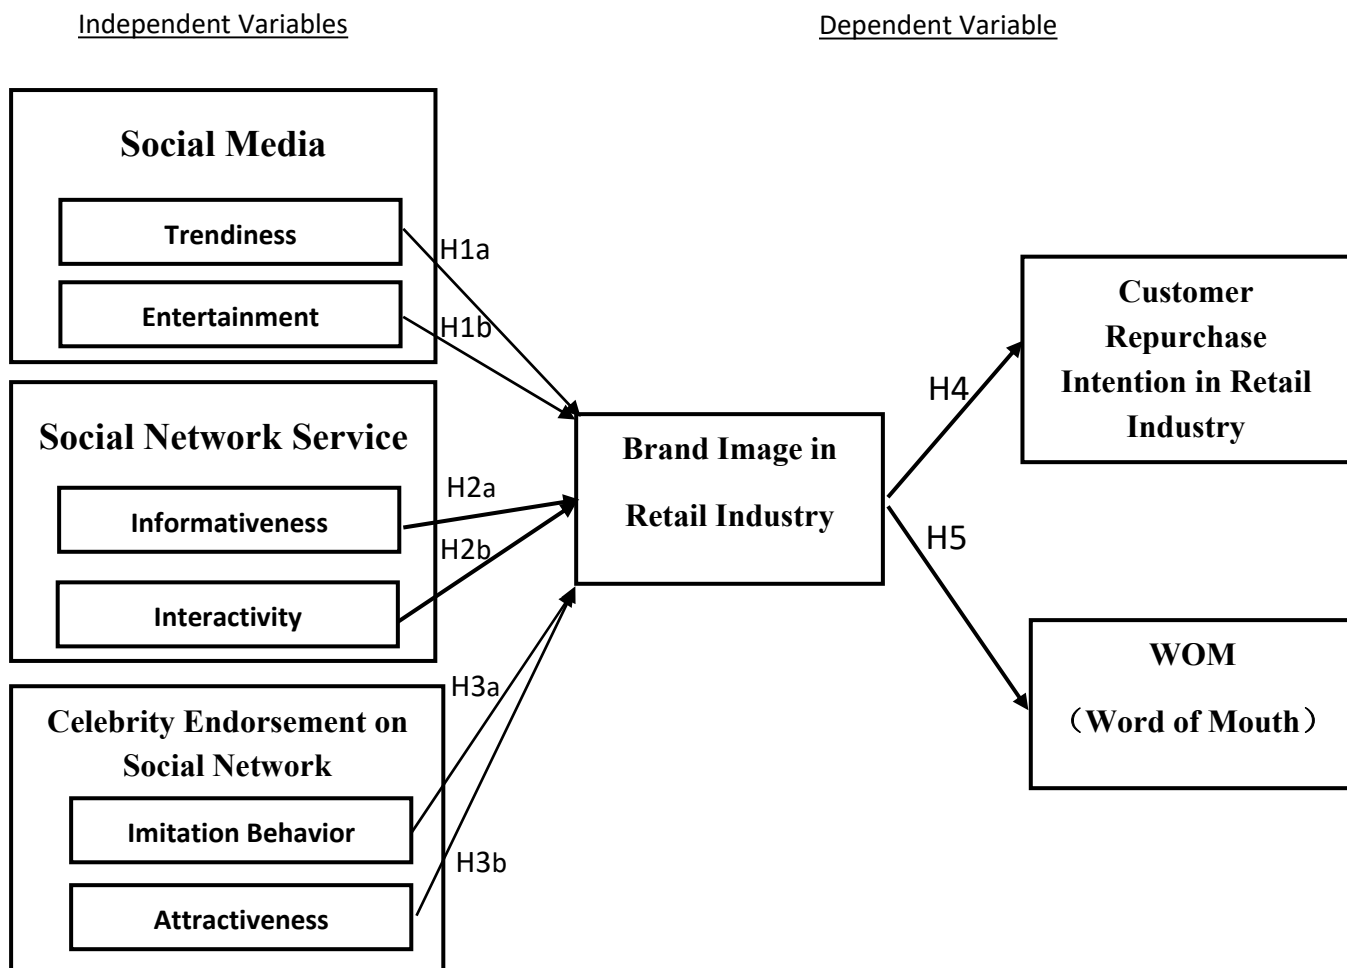 Independent Variables
Dependent Variable
Social Media
Trendiness
Entertainment
H1a
H1b
Social Network Service
Informativeness
Interactivity
H2a
H2b
Celebrity Endorsement on
Social Network
Imitation Behavior
Attractiveness
H3a
H3b
Brand Image in
Retail Industry
H4
H5
Customer
Repurchase
Intention in Retail
Industry
WOM
（Word of Mouth）